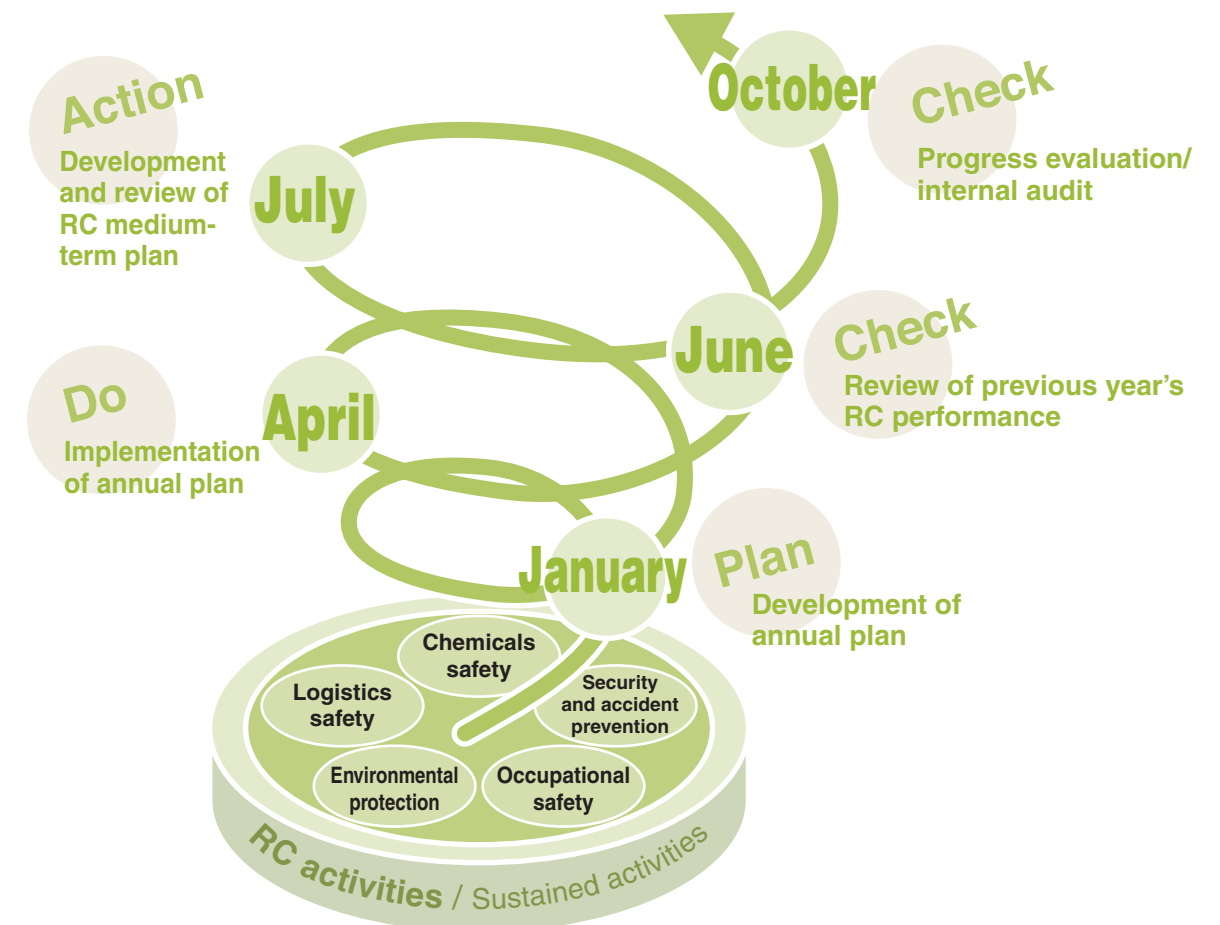 October
Check
Progress evaluation/
internal audit
Action
Development
and review of
RC medium-
term plan
July
June
Check
Review of previous year's
RC performance
Do
Implementation
of annual plan
April
January
Plan
Development of
annual plan
Chemicals
safety
Logistics
safety
Security
and accident
prevention
Environmental
protection
Occupational
safety
RC activities / Sustained activities